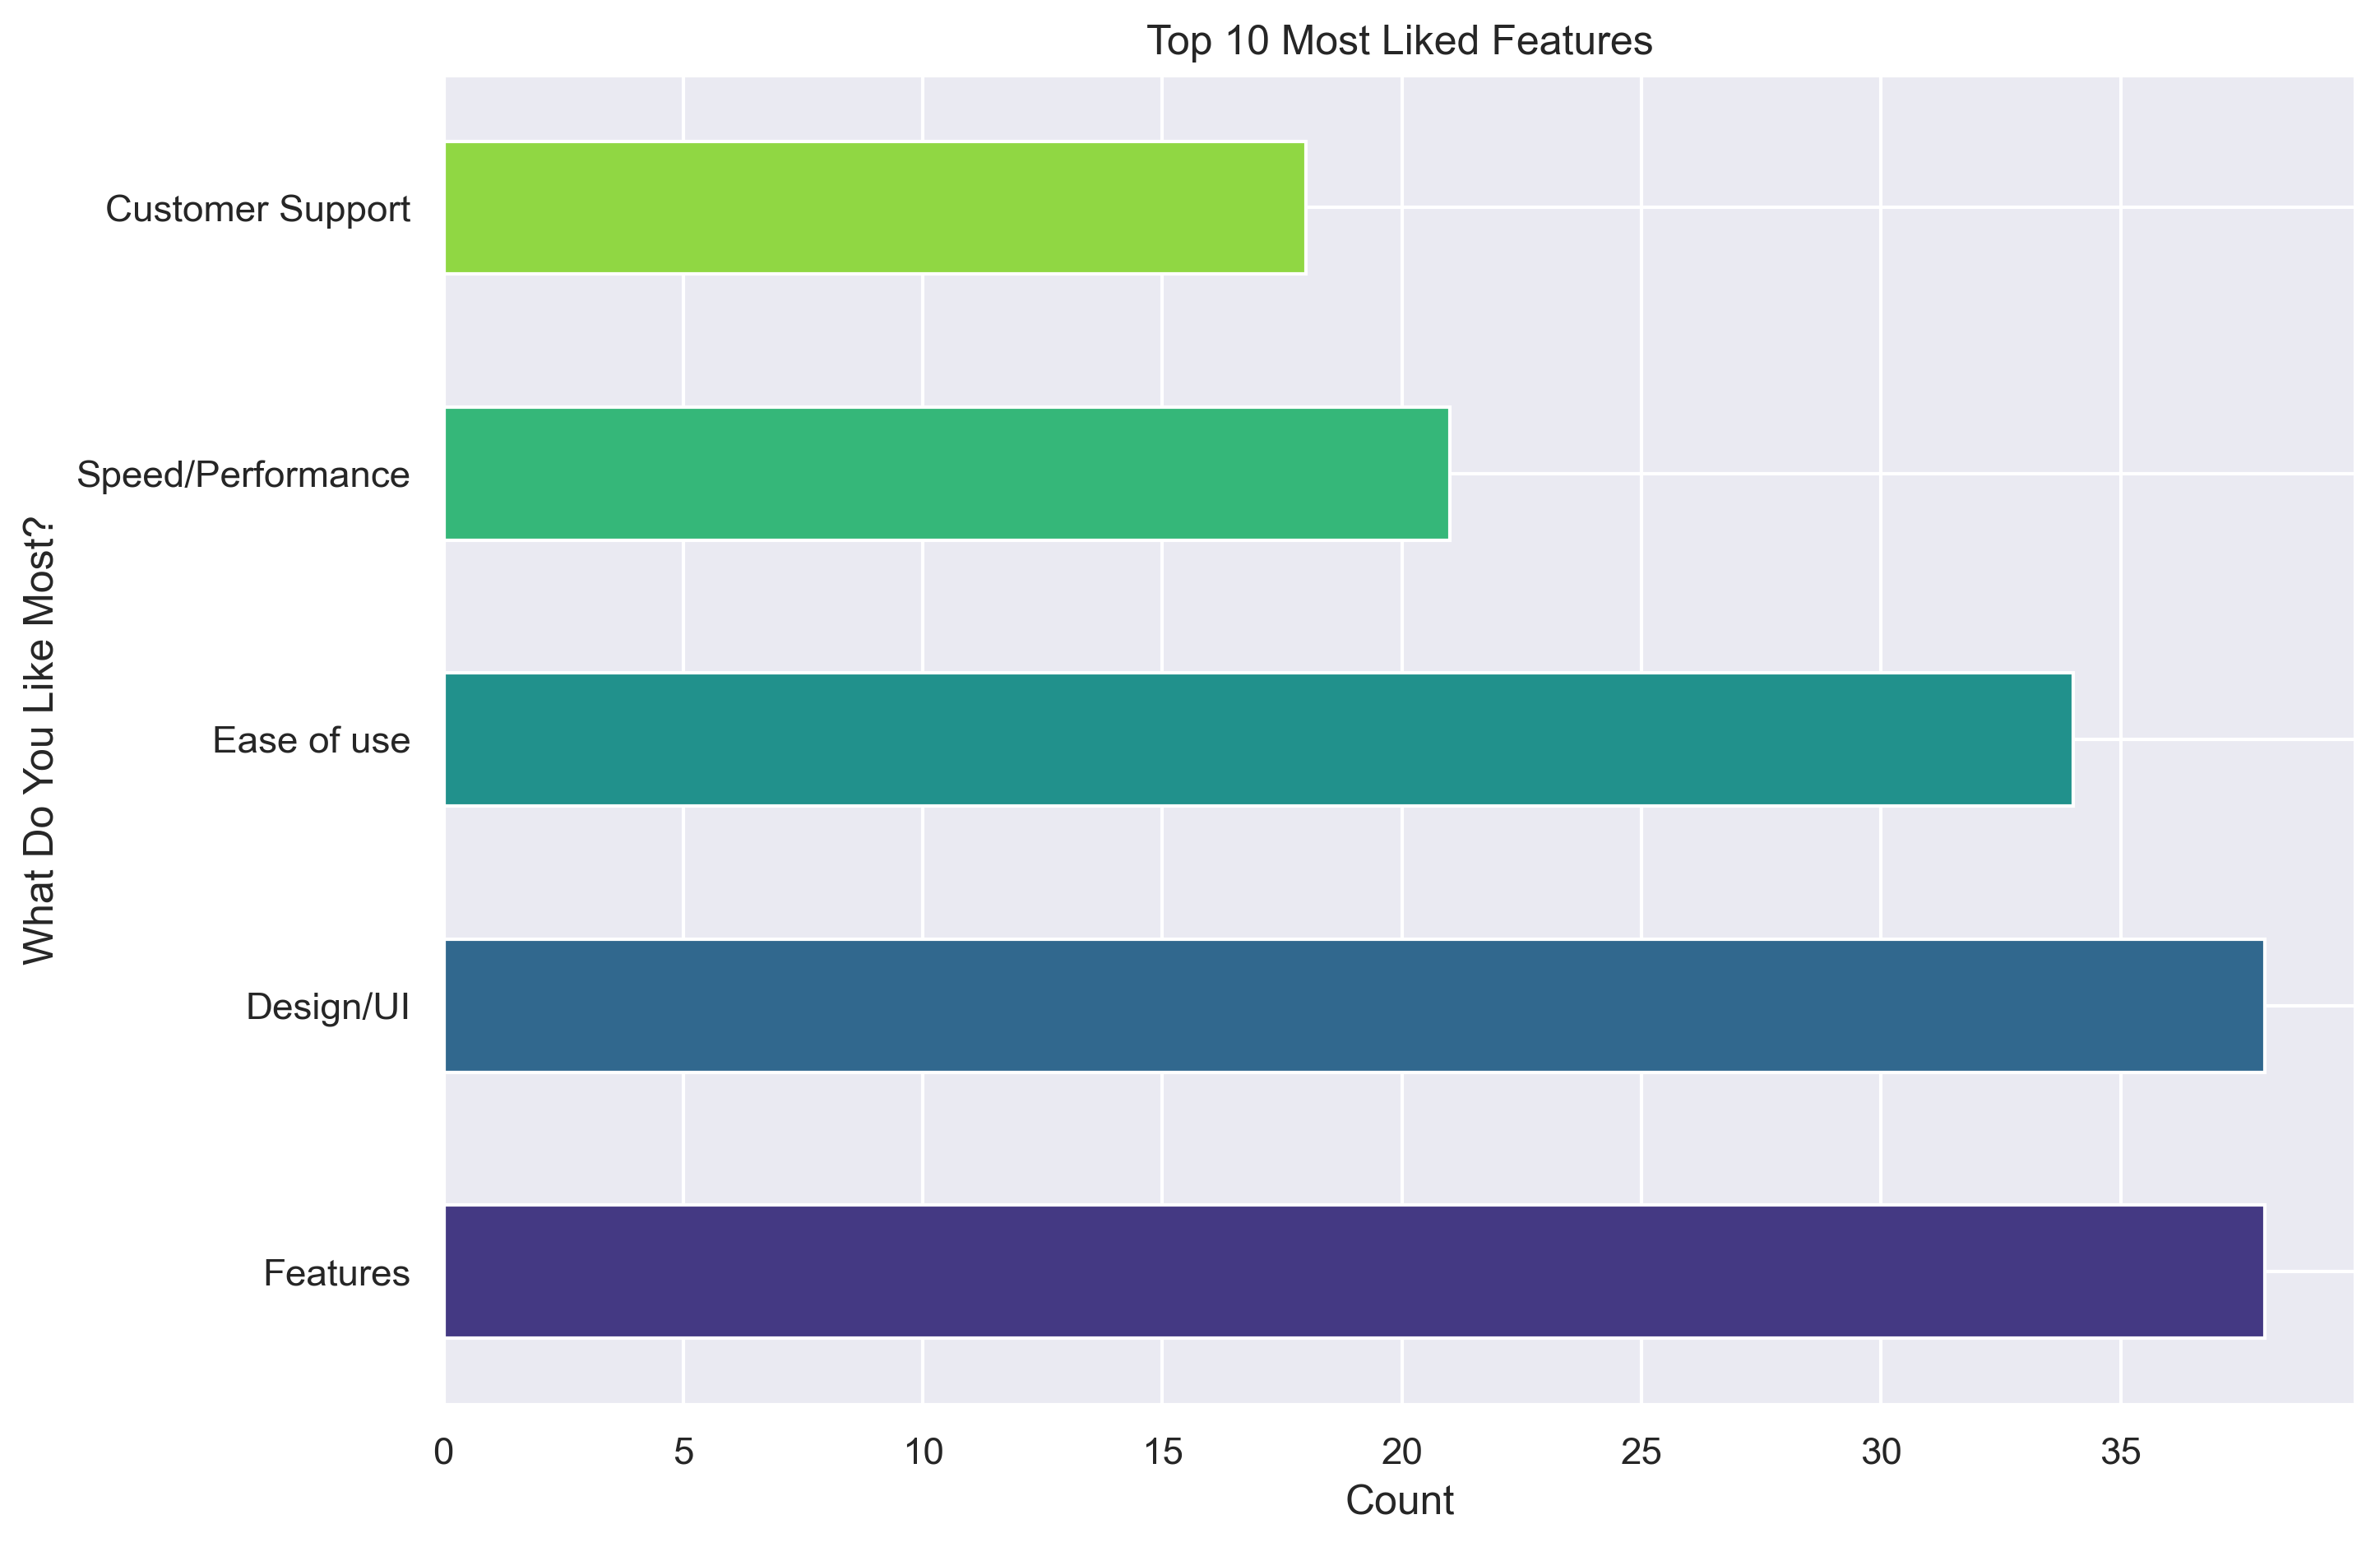 Top 10 Most Liked Features
What Do You Like Most?
Customer Support
Speed/Performance
Ease of use
Design/UI
Features
0 5 10 15 20 25 30 35
Count